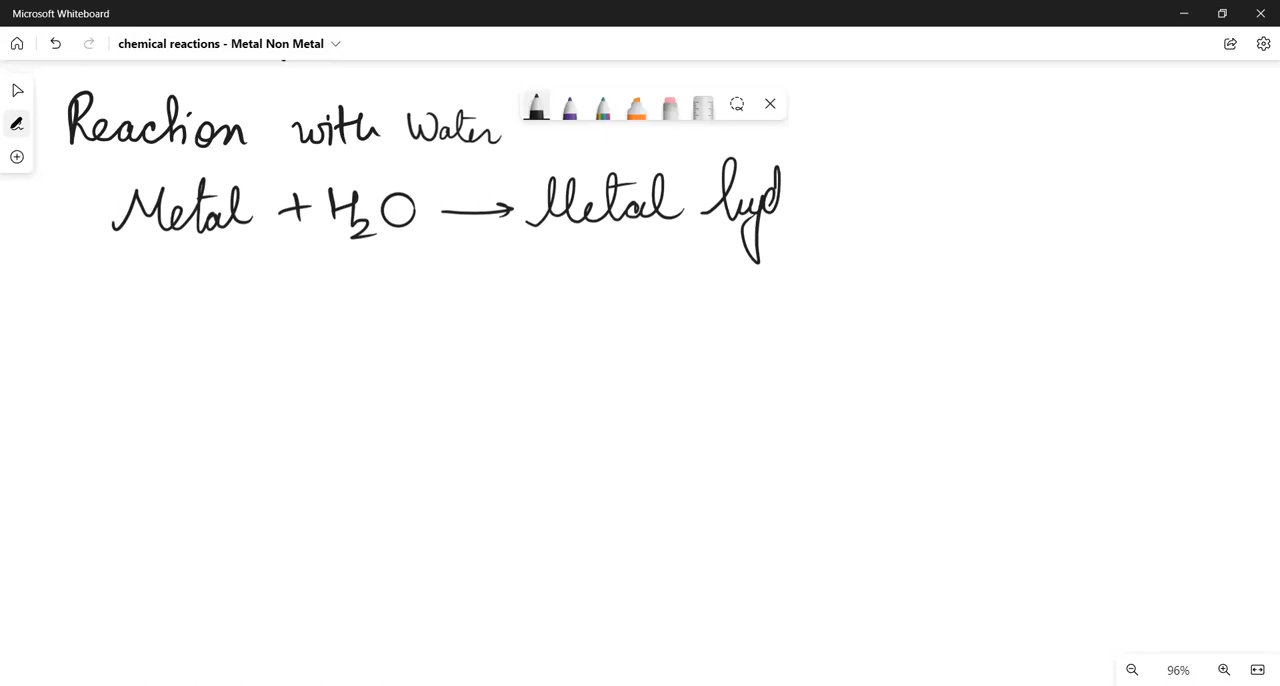 Microsoft Whiteboard
chemical reactions - Metal Non Metal
Reaction with Water
Metal + H₂O → Metal hyd
96%